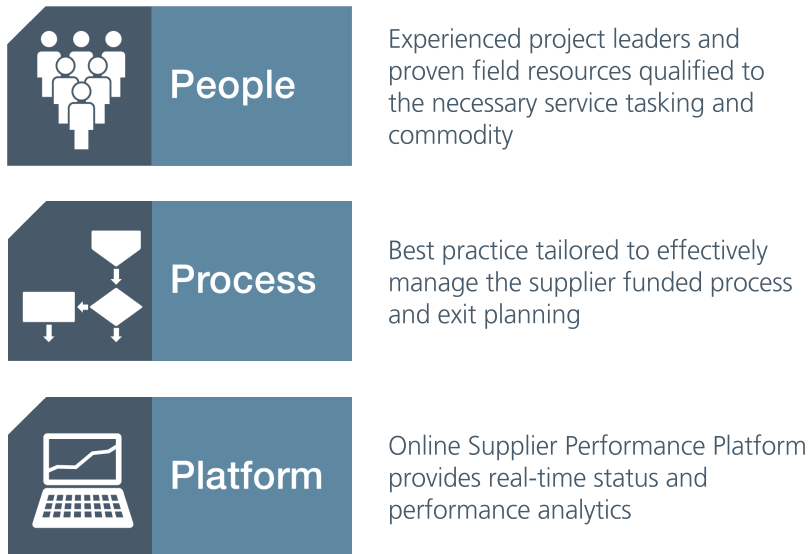 People
Experienced project leaders and
proven field resources qualified to
the necessary service tasking and
commodity
Process
Best practice tailored to effectively
manage the supplier funded process
and exit planning
Platform
Online Supplier Performance Platform
provides real-time status and
performance analytics